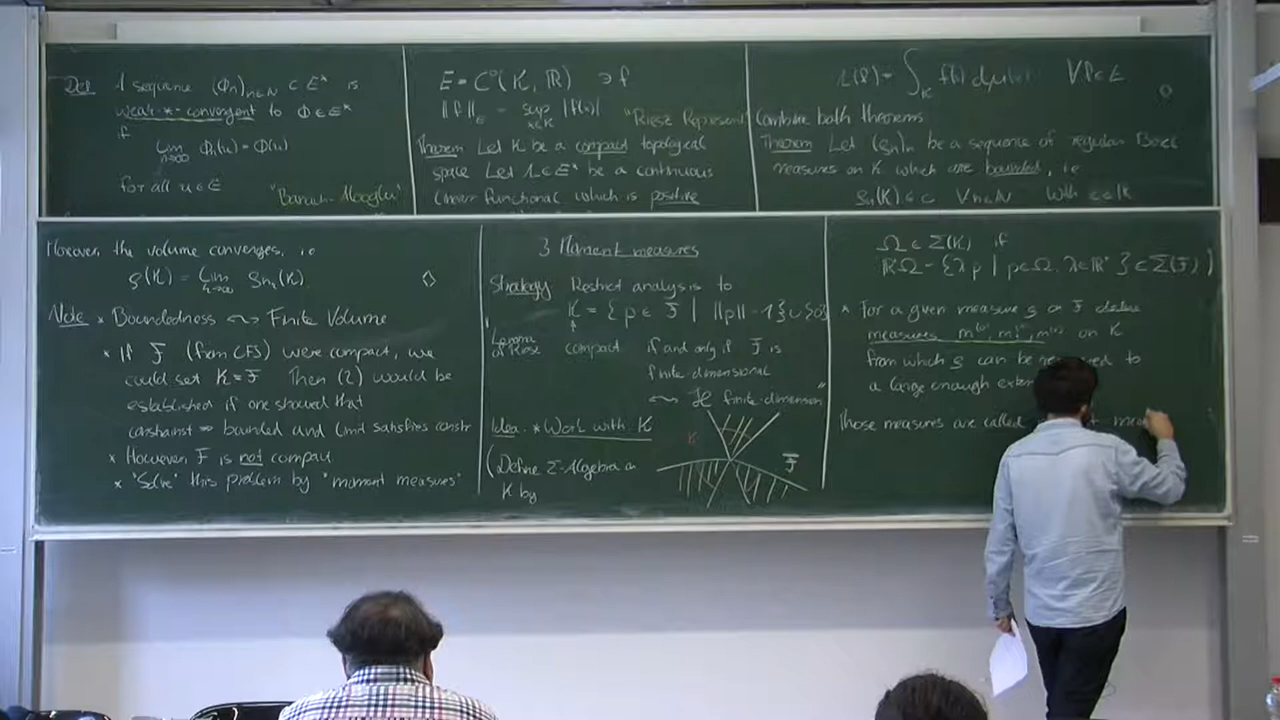 Def A sequence (Φn)n∈ℕ ⊂ E* is
weak-*-convergent to Φ∈E*
if
lim n→∞ Φn(u) = Φ(u)
for all u∈E "Banach-Alaoglu"
E = C⁰(K, ℝ) ∋ f
‖f‖E = sup x∈K |f(x)| "Riesz Represent
Theorem Let K be a compact topological
space Let Λ∈E* be a continuous
linear functional which is positive
Λ(f) = ∫K f(x) dμ(x) ∀f∈E
Combine both theorems
Theorem Let (ρn)n be a sequence of regular Borel
measures on K which are bounded, i.e
ρn(K) ≤ c ∀n∈ℕ with c∈ℝ
Moreover, the volume converges, i.e
ρ(K) = lim ρnk(K).
Note * Boundedness ⇝ Finite Volume
* If F (from CFS) were compact, we
could set K = F Then (2) would be
established if one showed that
constraint ⇒ bounded and limit satisfies constr
* However F is not compact
* "Solve" this problem by "moment measures"
3 Moment measures
Strategy Restrict analysis to
K = { p ∈ F | ‖p‖ = 1 } ∪ {0}
Lemma of Riesz compact if and only if F is
finite-dimensional
⇝ H finite-dimension"
Idea * Work with K
(Define Σ-Algebra on
K by
K
F
Ω ∈ Σ(K) if
ℝ⁺Ω = {λp | p∈Ω, λ∈ℝ⁺} ∈ Σ(F) )
* For a given measure ρ on F define
measures m⁽⁰⁾, m⁽¹⁾, m⁽²⁾ on K
from which ρ can be to
a large enough
Those measures are called